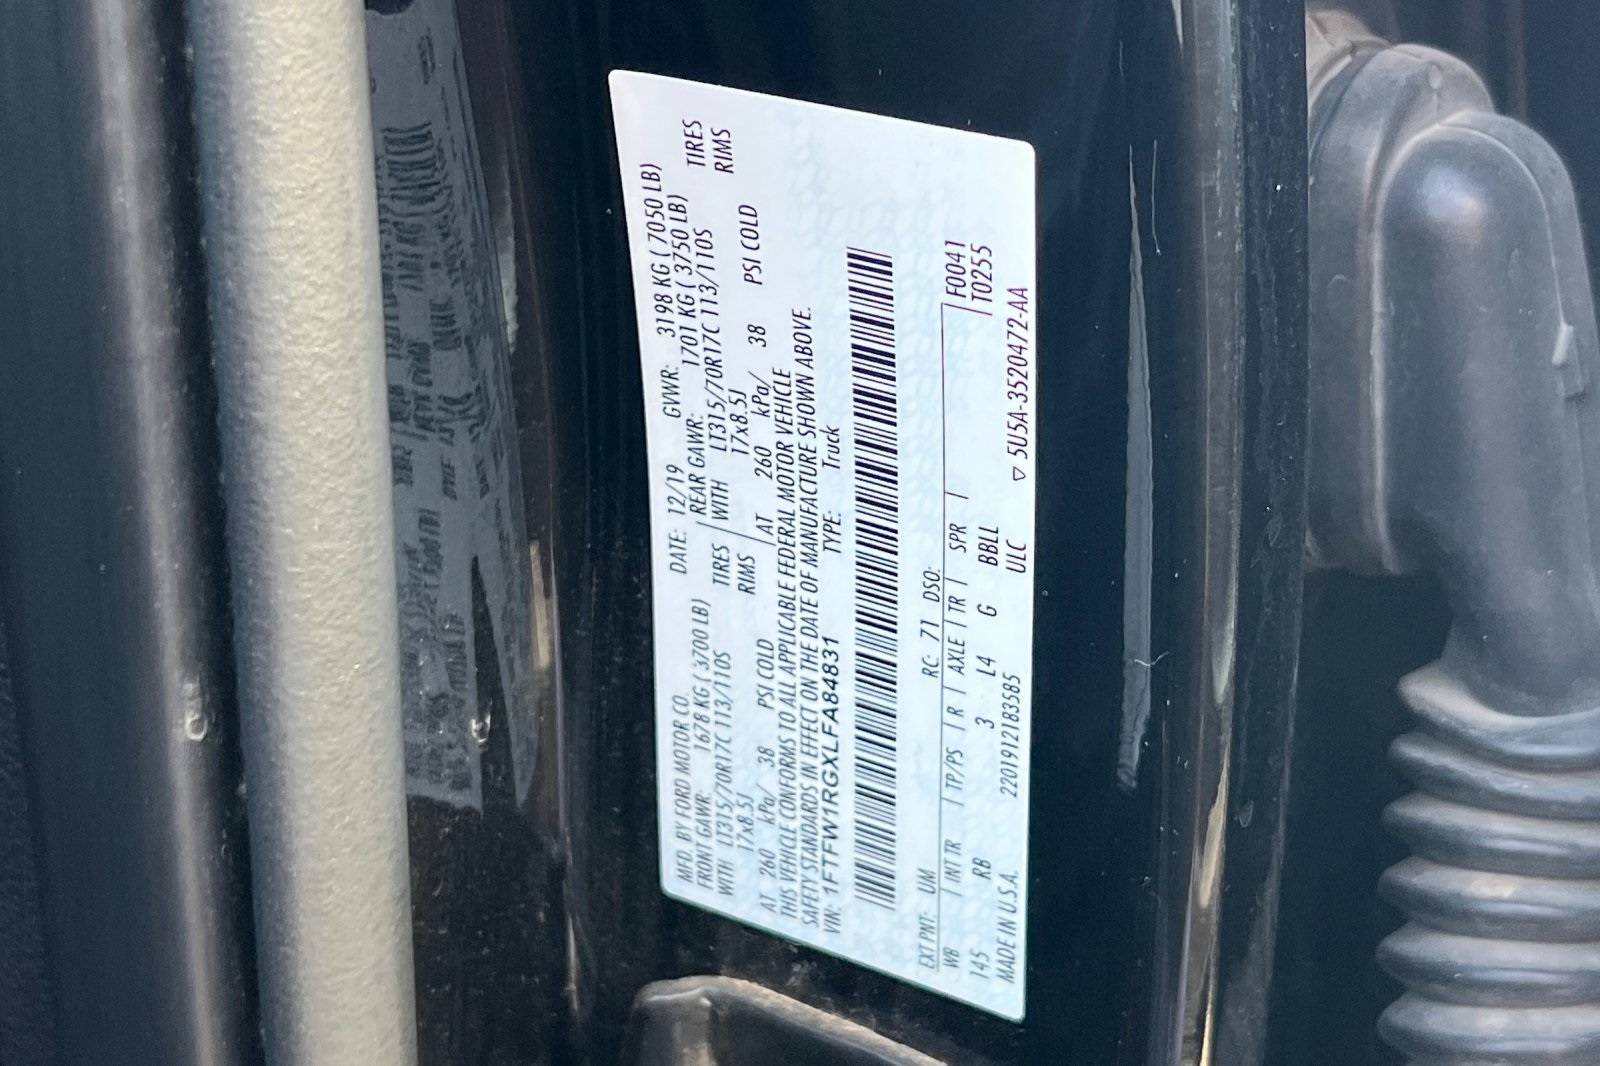 MFD. BY FORD MOTOR CO. DATE: 12/19 GVWR: 3198 KG ( 7050 LB)
FRONT GAWR: 1678 KG ( 3700 LB) REAR GAWR: 1701 KG ( 3750 LB)
WITH LT315/70R17C 113/110S TIRES WITH LT315/70R17C 113/110S TIRES
17x8.5J RIMS 17x8.5J RIMS
AT 260 kPa/ 38 PSI COLD AT 260 kPa/ 38 PSI COLD
THIS VEHICLE CONFORMS TO ALL APPLICABLE FEDERAL MOTOR VEHICLE
SAFETY STANDARDS IN EFFECT ON THE DATE OF MANUFACTURE SHOWN ABOVE.
VIN: 1FTFW1RGXLFA84831 TYPE: Truck
EXT PNT: UM RC: 71 DSO: F0041
WB | INT TR | TP/PS | R | AXLE | TR | SPR | T0255
145 RB 3 L4 G BBLL
MADE IN U.S.A. 2201912183585 ULC ▽ 5U5A-3520472-AA